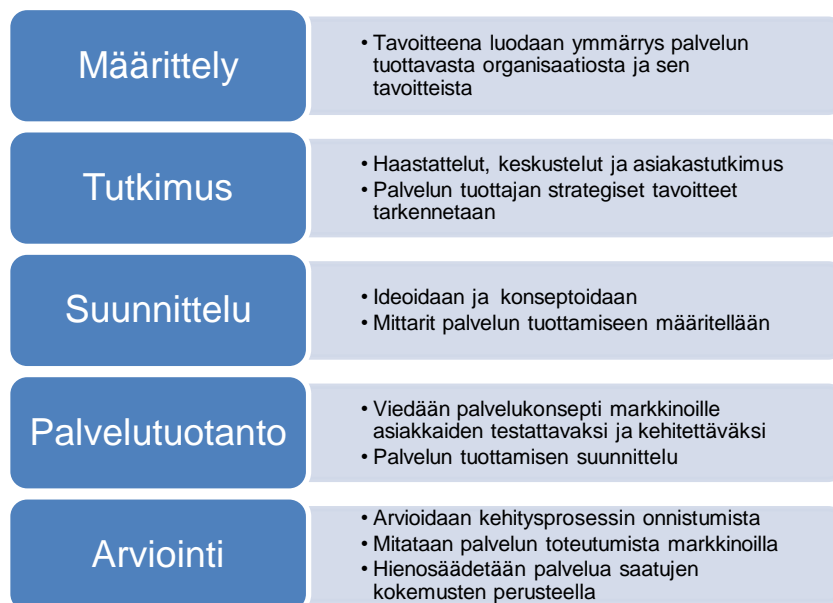 Määrittely
• Tavoitteena luodaan ymmärrys palvelun
tuottavasta organisaatiosta ja sen
tavoitteista
Tutkimus
• Haastattelut, keskustelut ja asiakastutkimus
• Palvelun tuottajan strategiset tavoitteet
tarkennetaan
Suunnittelu
• Ideoidaan ja konseptoidaan
• Mittarit palvelun tuottamiseen määritellään
Palvelutuotanto
• Viedään palvelukonsepti markkinoille
asiakkaiden testattavaksi ja kehitettäväksi
• Palvelun tuottamisen suunnittelu
Arviointi
• Arvioidaan kehitysprosessin onnistumista
• Mitataan palvelun toteutumista markkinoilla
• Hienosäädetään palvelua saatujen
kokemusten perusteella